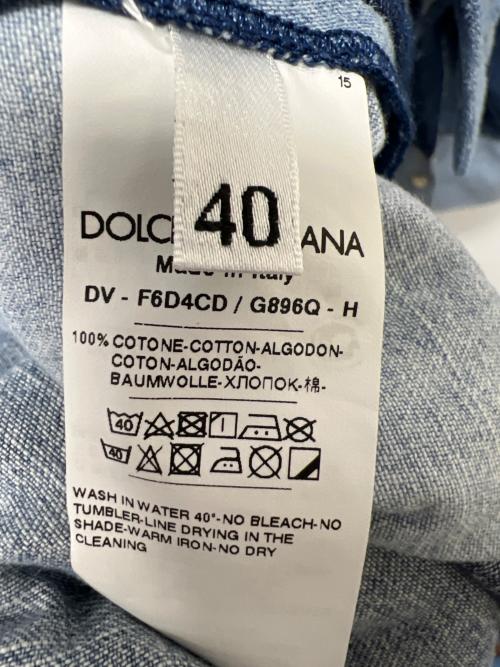 15
40
DOLC ANA
Made in Italy
DV - F6D4CD / G896Q - H
100% COTONE-COTTON-ALGODON-
COTON-ALGODÃO-
BAUMWOLLE-ХЛОПОК-棉-
40
40
WASH IN WATER 40°-NO BLEACH-NO
TUMBLER-LINE DRYING IN THE
SHADE-WARM IRON-NO DRY
CLEANING